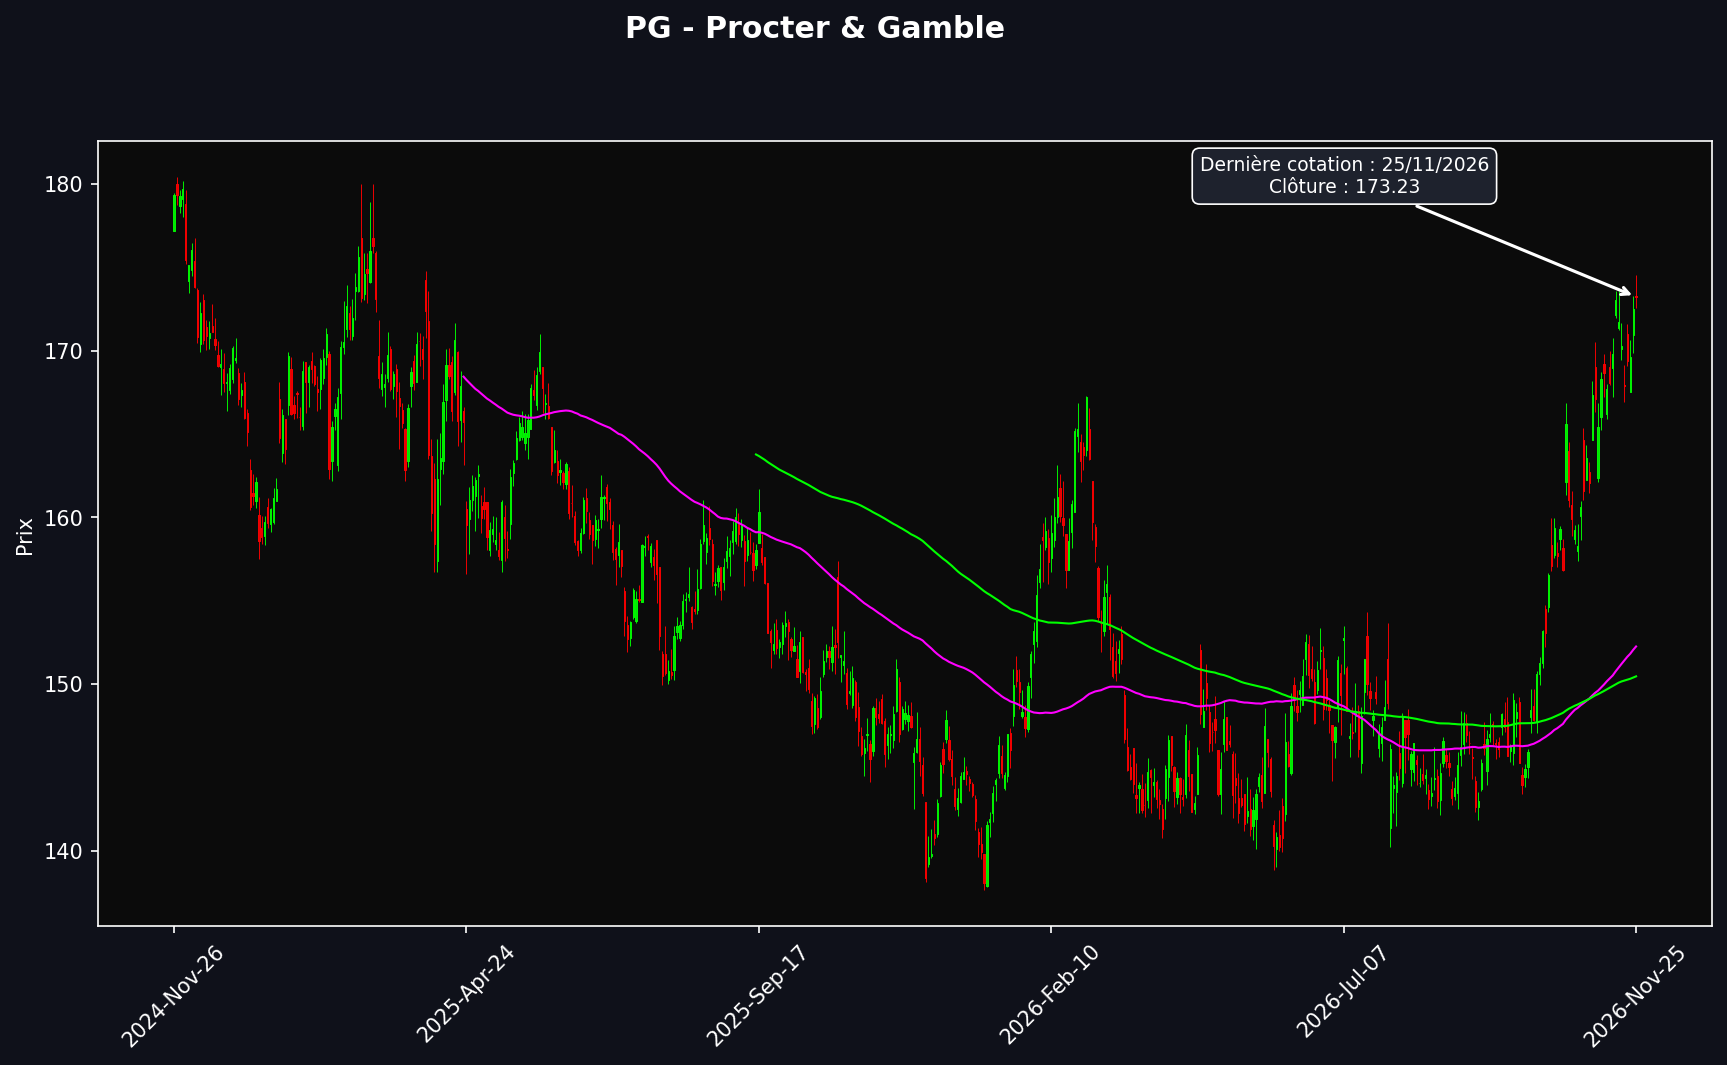 PG - Procter & Gamble
Dernière cotation : 25/11/2026
Clôture : 173.23
180
170
160
150
140
Prix
2024-Nov-26
2025-Apr-24
2025-Sep-17
2026-Feb-10
2026-Jul-07
2026-Nov-25